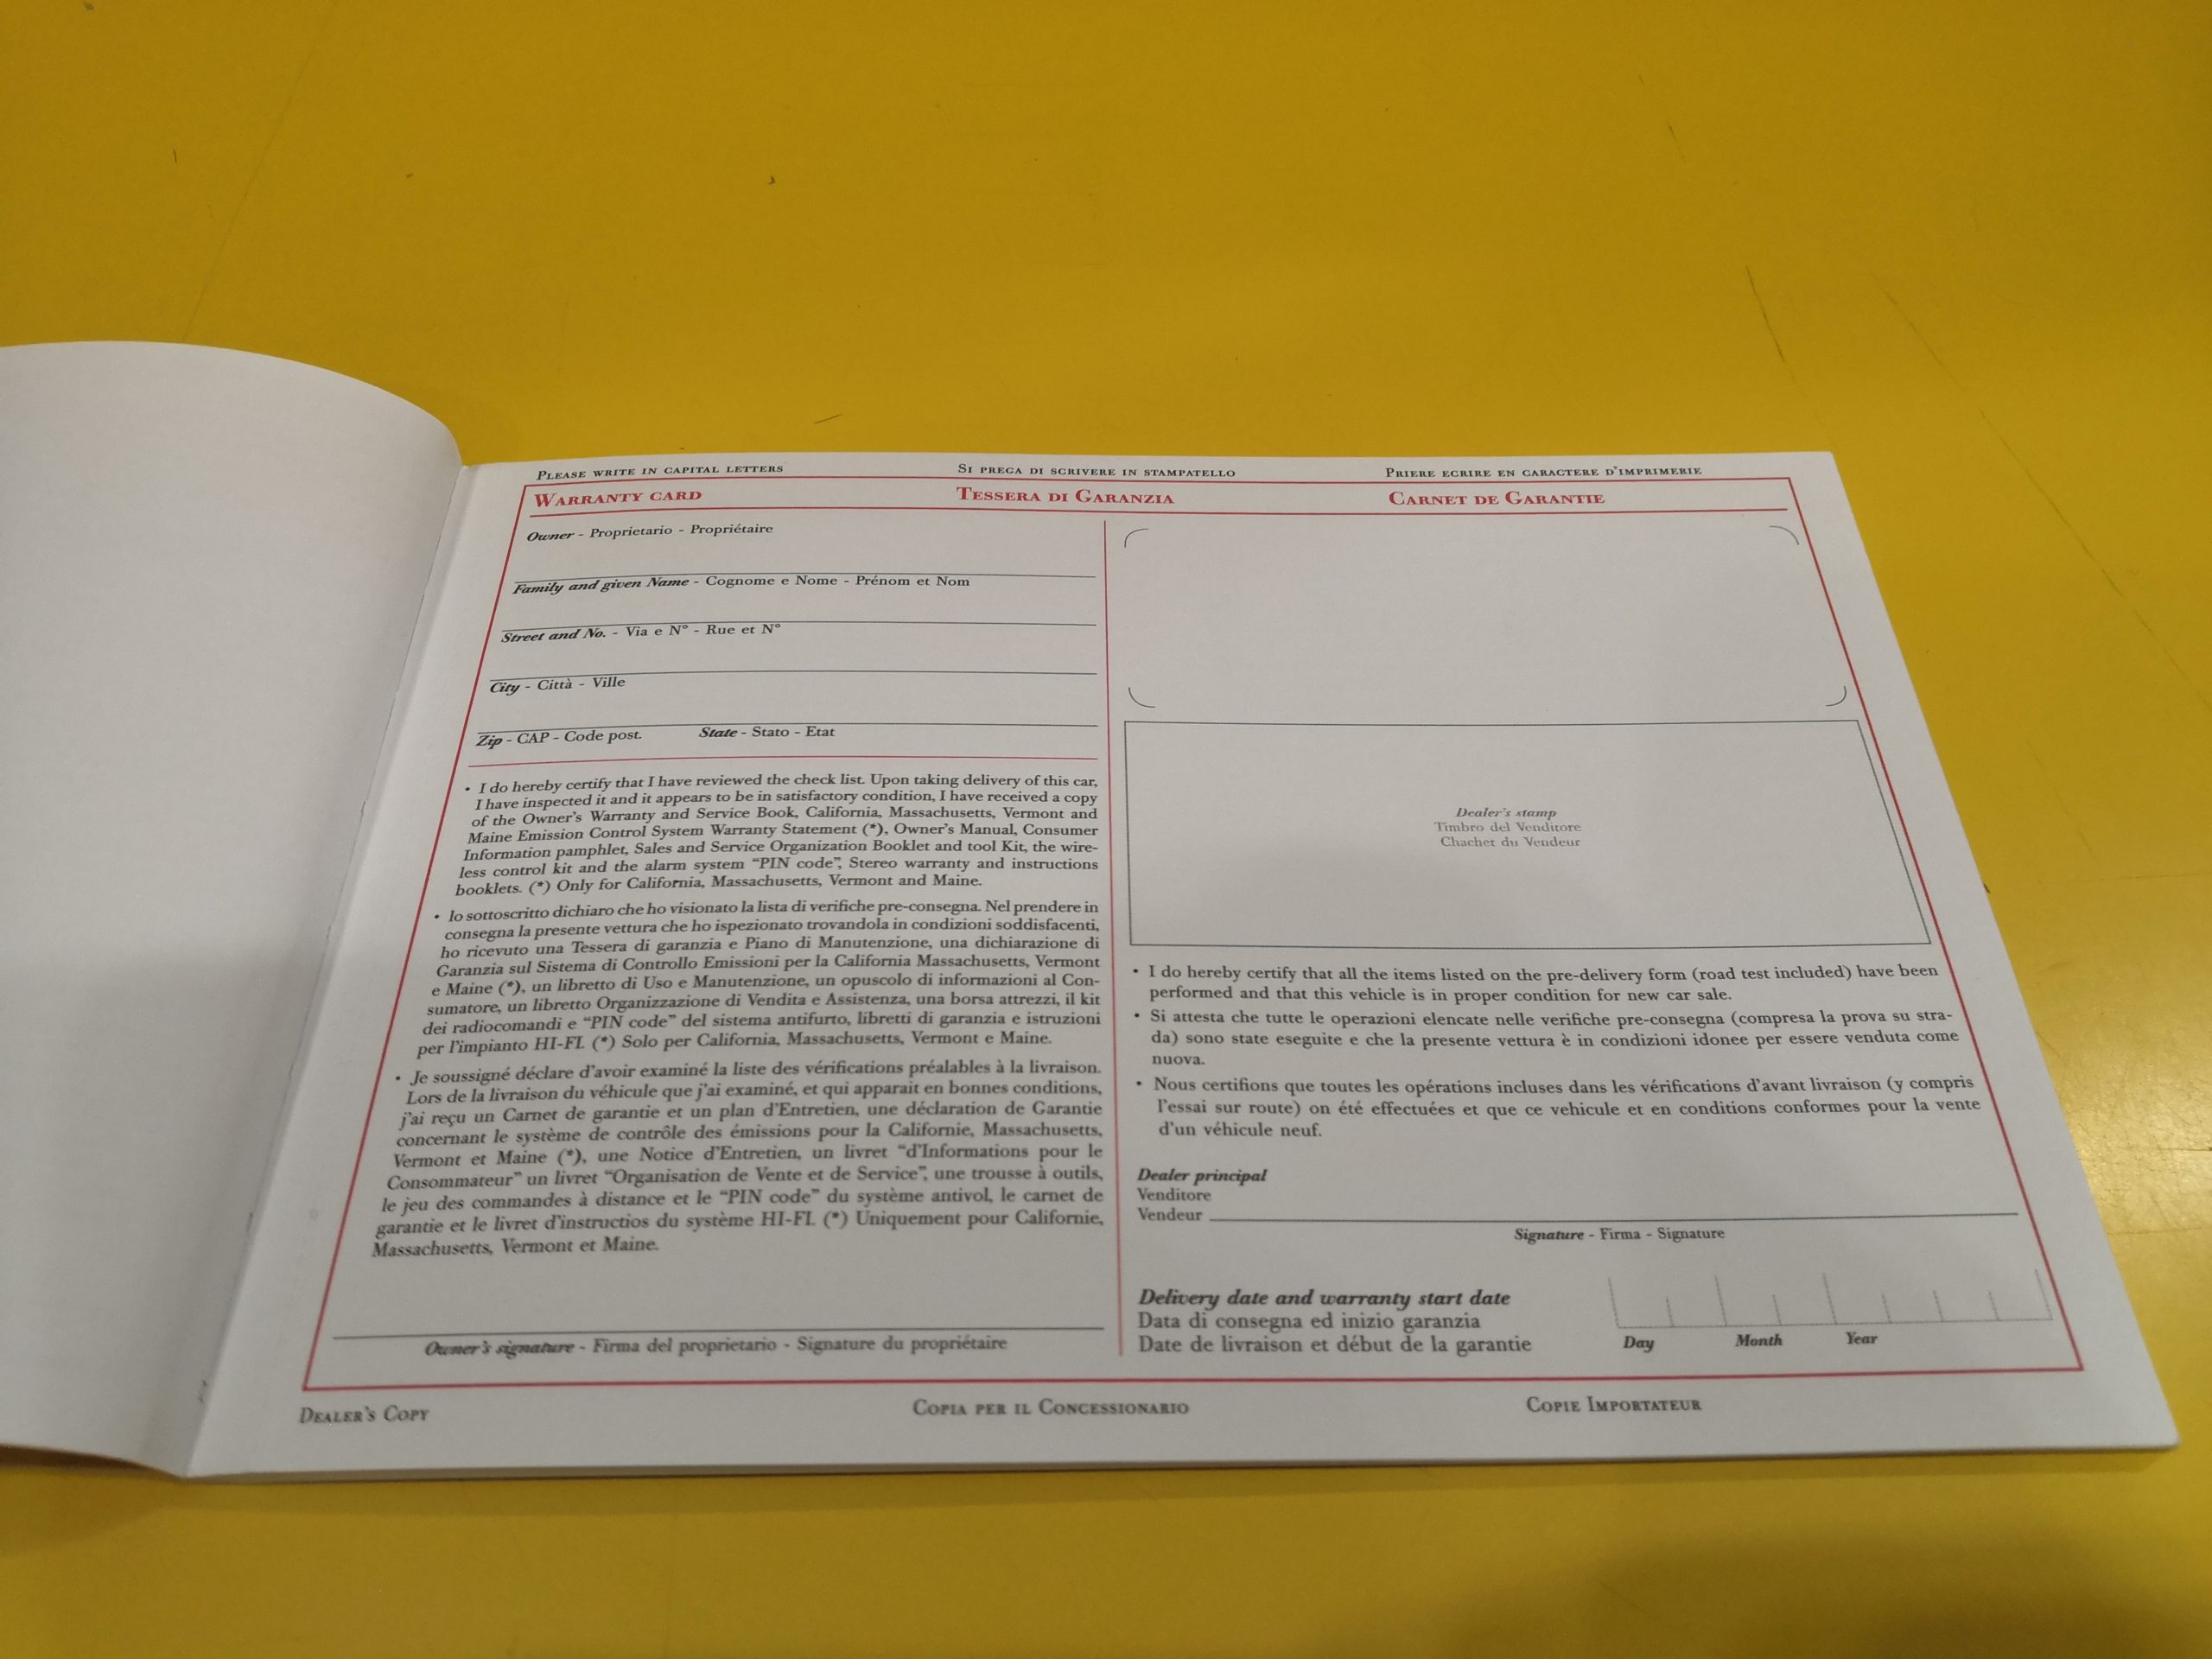 PLEASE WRITE IN CAPITAL LETTERS
SI PREGA DI SCRIVERE IN STAMPATELLO
PRIERE ECRIRE EN CARACTERE D'IMPRIMERIE
WARRANTY CARD
TESSERA DI GARANZIA
CARNET DE GARANTIE
Owner - Proprietario - Propriétaire
Family and given Name - Cognome e Nome - Prénom et Nom
Street and No. - Via e N° - Rue et N°
City - Città - Ville
Zip - CAP - Code post. State - Stato - Etat
• I do hereby certify that I have reviewed the check list. Upon taking delivery of this car,
I have inspected it and it appears to be in satisfactory condition, I have received a copy
of the Owner's Warranty and Service Book, California, Massachusetts, Vermont and
Maine Emission Control System Warranty Statement (*), Owner's Manual, Consumer
Information pamphlet, Sales and Service Organization Booklet and tool Kit, the wire-
less control kit and the alarm system "PIN code", Stereo warranty and instructions
booklets. (*) Only for California, Massachusetts, Vermont and Maine.
• Io sottoscritto dichiaro che ho visionato la lista di verifiche pre-consegna. Nel prendere in
consegna la presente vettura che ho ispezionato trovandola in condizioni soddisfacenti,
ho ricevuto una Tessera di garanzia e Piano di Manutenzione, una dichiarazione di
Garanzia sul Sistema di Controllo Emissioni per la California Massachusetts, Vermont
e Maine (*), un libretto di Uso e Manutenzione, un opuscolo di informazioni al Con-
sumatore, un libretto Organizzazione di Vendita e Assistenza, una borsa attrezzi, il kit
dei radiocomandi e "PIN code" del sistema antifurto, libretti di garanzia e istruzioni
per l'impianto HI-FI. (*) Solo per California, Massachusetts, Vermont e Maine.
• Je soussigné déclare d'avoir examiné la liste des vérifications préalables à la livraison.
Lors de la livraison du véhicule que j'ai examiné, et qui apparait en bonnes conditions,
j'ai reçu un Carnet de garantie et un plan d'Entretien, une déclaration de Garantie
concernant le système de contrôle des émissions pour la Californie, Massachusetts,
Vermont et Maine (*), une Notice d'Entretien, un livret "d'Informations pour le
Consommateur" un livret "Organisation de Vente et de Service", une trousse à outils,
le jeu des commandes à distance et le "PIN code" du système antivol, le carnet de
garantie et le livret d'instructios du système HI-FI. (*) Uniquement pour Californie,
Massachusetts, Vermont et Maine.
Owner's signature - Firma del proprietario - Signature du propriétaire
Dealer's stamp
Timbro del Venditore
Chachet du Vendeur
• I do hereby certify that all the items listed on the pre-delivery form (road test included) have been
performed and that this vehicle is in proper condition for new car sale.
• Si attesta che tutte le operazioni elencate nelle verifiche pre-consegna (compresa la prova su stra-
da) sono state eseguite e che la presente vettura è in condizioni idonee per essere venduta come
nuova.
• Nous certifions que toutes les opérations incluses dans les vérifications d'avant livraison (y compris
l'essai sur route) on été effectuées et que ce vehicule et en conditions conformes pour la vente
d'un véhicule neuf.
Dealer principal
Venditore
Vendeur
Signature - Firma - Signature
Delivery date and warranty start date
Data di consegna ed inizio garanzia
Date de livraison et début de la garantie
Day Month Year
DEALER'S COPY
COPIA PER IL CONCESSIONARIO
COPIE IMPORTATEUR